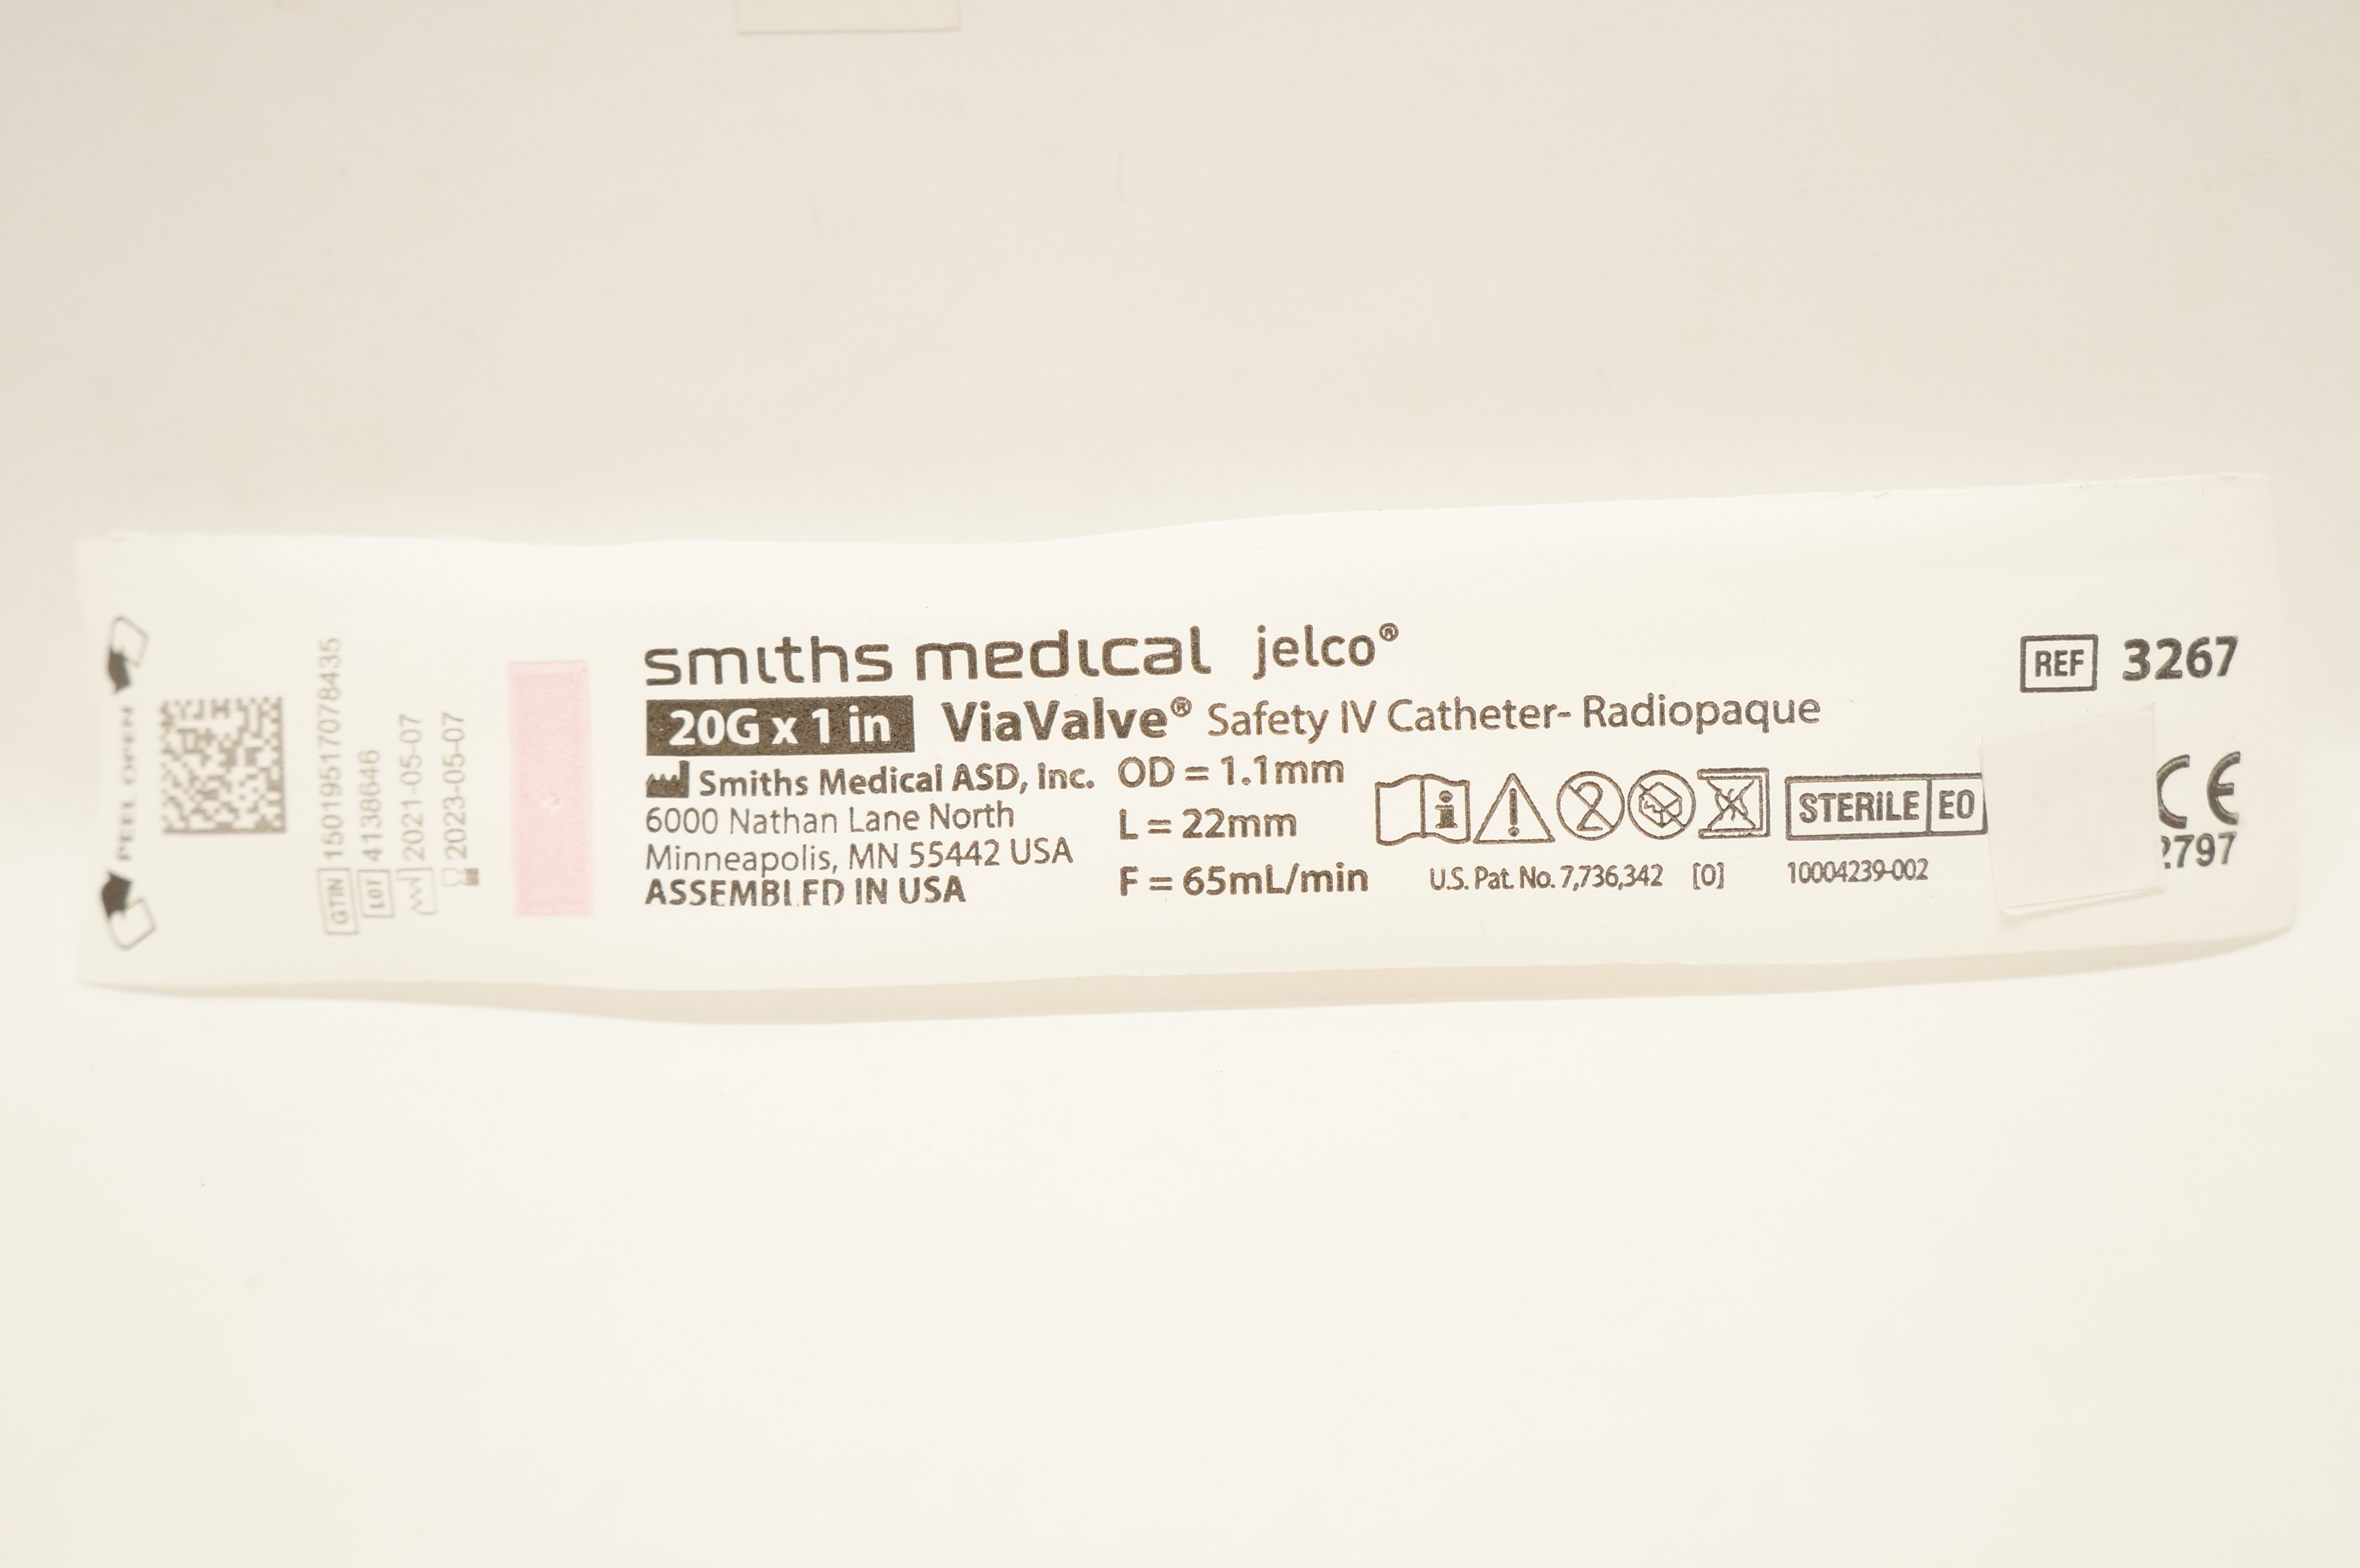 PEEL OPEN
GTIN 15019517078435
LOT 4138646
2021-05-07
2023-05-07
smiths medical jelco®
20G x 1 in ViaValve® Safety IV Catheter- Radiopaque
Smiths Medical ASD, Inc.
6000 Nathan Lane North
Minneapolis, MN 55442 USA
ASSEMBLED IN USA
OD = 1.1mm
L = 22mm
F = 65mL/min
STERILE EO
U.S. Pat. No. 7,736,342 [0] 10004239-002
REF 3267
CE
2797